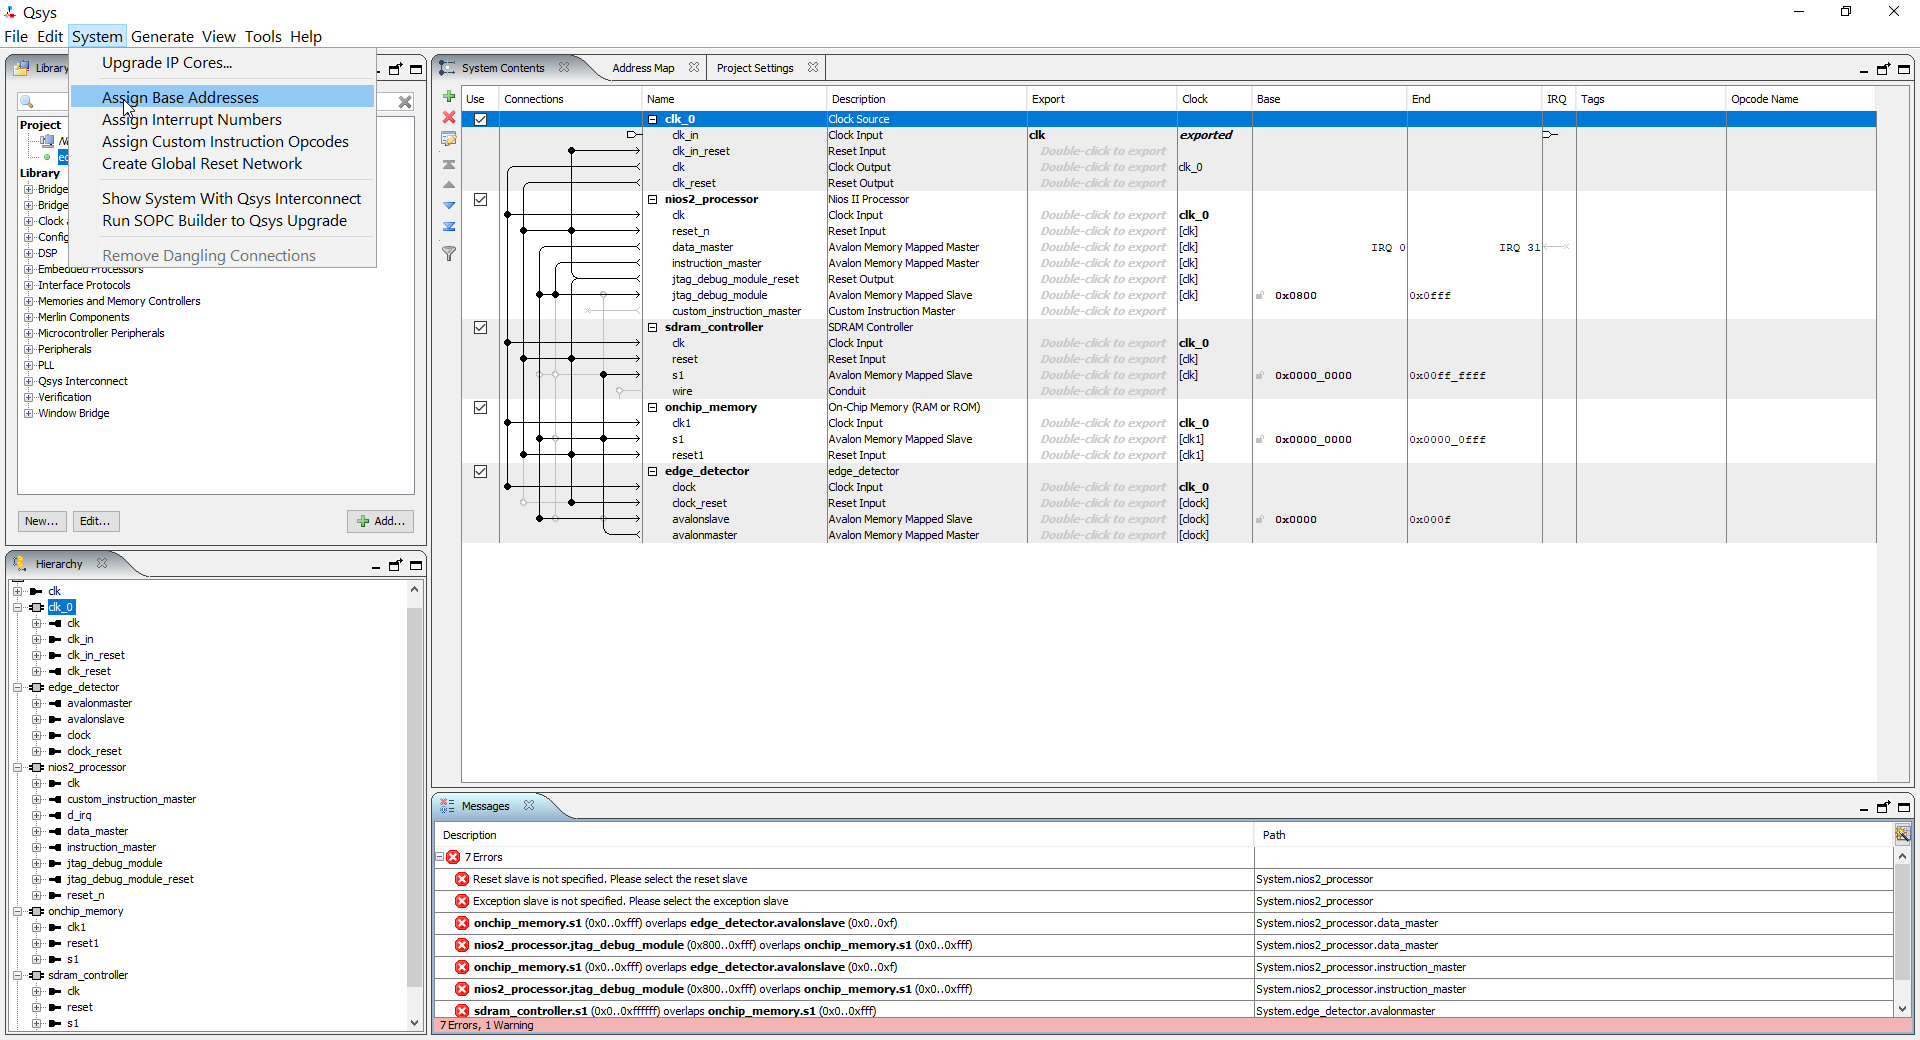 Qsys
File Edit System Generate View Tools Help
Upgrade IP Cores...
Assign Base Addresses
Assign Interrupt Numbers
Assign Custom Instruction Opcodes
Create Global Reset Network
Show System With Qsys Interconnect
Run SOPC Builder to Qsys Upgrade
Remove Dangling Connections
Library
Project
Library
DSP
Embedded Processors
Interface Protocols
Memories and Memory Controllers
Merlin Components
Microcontroller Peripherals
Peripherals
PLL
Qsys Interconnect
Verification
Window Bridge
New... Edit... Add...
Hierarchy
clk
clk_0
clk
clk_in
clk_in_reset
clk_reset
edge_detector
avalonmaster
avalonslave
clock
clock_reset
nios2_processor
clk
custom_instruction_master
d_irq
data_master
instruction_master
jtag_debug_module
jtag_debug_module_reset
reset_n
onchip_memory
clk1
reset1
s1
sdram_controller
clk
reset
s1
System Contents Address Map Project Settings
Use Connections Name Description Export Clock Base End IRQ Tags Opcode Name
clk_0 Clock Source
clk_in Clock Input clk exported
clk_in_reset Reset Input Double-click to export
clk Clock Output Double-click to export clk_0
clk_reset Reset Output Double-click to export
nios2_processor Nios II Processor
clk Clock Input Double-click to export clk_0
reset_n Reset Input Double-click to export [clk]
data_master Avalon Memory Mapped Master Double-click to export [clk] IRQ 0 IRQ 31
instruction_master Avalon Memory Mapped Master Double-click to export [clk]
jtag_debug_module_reset Reset Output Double-click to export [clk]
jtag_debug_module Avalon Memory Mapped Slave Double-click to export [clk] 0x0800 0x0fff
custom_instruction_master Custom Instruction Master Double-click to export
sdram_controller SDRAM Controller
clk Clock Input Double-click to export clk_0
reset Reset Input Double-click to export [clk]
s1 Avalon Memory Mapped Slave Double-click to export [clk] 0x0000_0000 0x00ff_ffff
wire Conduit Double-click to export
onchip_memory On-Chip Memory (RAM or ROM)
clk1 Clock Input Double-click to export clk_0
s1 Avalon Memory Mapped Slave Double-click to export [clk1] 0x0000_0000 0x0000_0fff
reset1 Reset Input Double-click to export [clk1]
edge_detector edge_detector
clock Clock Input Double-click to export clk_0
clock_reset Reset Input Double-click to export [clock]
avalonslave Avalon Memory Mapped Slave Double-click to export [clock] 0x0000 0x000f
avalonmaster Avalon Memory Mapped Master Double-click to export [clock]
Messages
Description Path
7 Errors
Reset slave is not specified. Please select the reset slave System.nios2_processor
Exception slave is not specified. Please select the exception slave System.nios2_processor
onchip_memory.s1 (0x0..0xfff) overlaps edge_detector.avalonslave (0x0..0xf) System.nios2_processor.data_master
nios2_processor.jtag_debug_module (0x800..0xfff) overlaps onchip_memory.s1 (0x0..0xfff) System.nios2_processor.data_master
onchip_memory.s1 (0x0..0xfff) overlaps edge_detector.avalonslave (0x0..0xf) System.nios2_processor.instruction_master
nios2_processor.jtag_debug_module (0x800..0xfff) overlaps onchip_memory.s1 (0x0..0xfff) System.nios2_processor.instruction_master
sdram_controller.s1 (0x0..0xffffff) overlaps onchip_memory.s1 (0x0..0xfff) System.edge_detector.avalonmaster
7 Errors, 1 Warning